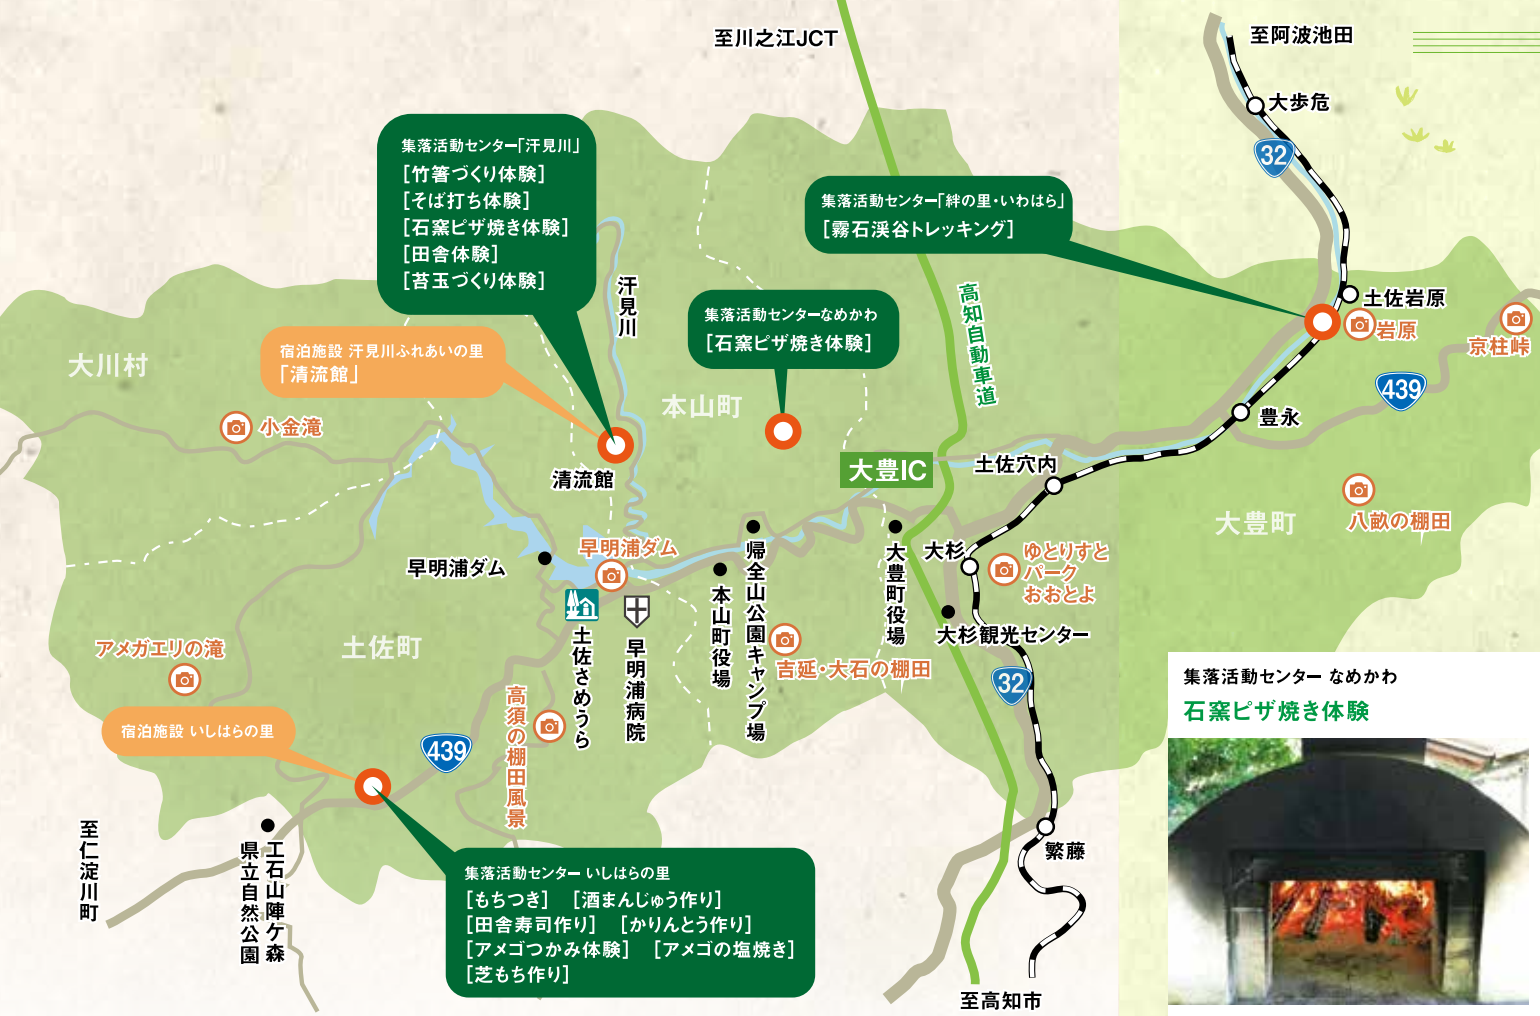 至川之江JCT
至阿波池田
大歩危
32
集落活動センター「汗見川」
［竹箸づくり体験］
［そば打ち体験］
［石窯ピザ焼き体験］
［田舎体験］
［苔玉づくり体験］
集落活動センター「絆の里・いわはら」
［霧石渓谷トレッキング］
汗見川
高知自動車道
集落活動センターなめかわ
［石窯ピザ焼き体験］
土佐岩原
岩原
京柱峠
439
宿泊施設 汗見川ふれあいの里
「清流館」
大川村
本山町
小金滝
豊永
清流館
大豊IC
土佐穴内
八畝の棚田
大豊町
早明浦ダム
早明浦ダム
帰全山公園キャンプ場
本山町役場
大豊町役場
大杉
ゆとりすと
パーク
おおとよ
大杉観光センター
土佐さめうら
早明浦病院
吉延・大石の棚田
土佐町
アメガエリの滝
32
高須の棚田風景
宿泊施設 いしはらの里
439
集落活動センター なめかわ
石窯ピザ焼き体験
至仁淀川町
工石山陣ケ森
県立自然公園
繁藤
集落活動センター いしはらの里
［もちつき］ ［酒まんじゅう作り］
［田舎寿司作り］ ［かりんとう作り］
［アメゴつかみ体験］ ［アメゴの塩焼き］
［芝もち作り］
至高知市